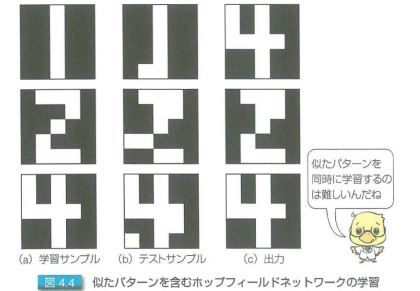 似たパターンを
同時に学習するの
は難しいんだね
(a) 学習サンプル (b) テストサンプル (c) 出力
図 4.4 似たパターンを含むホップフィールドネットワークの学習